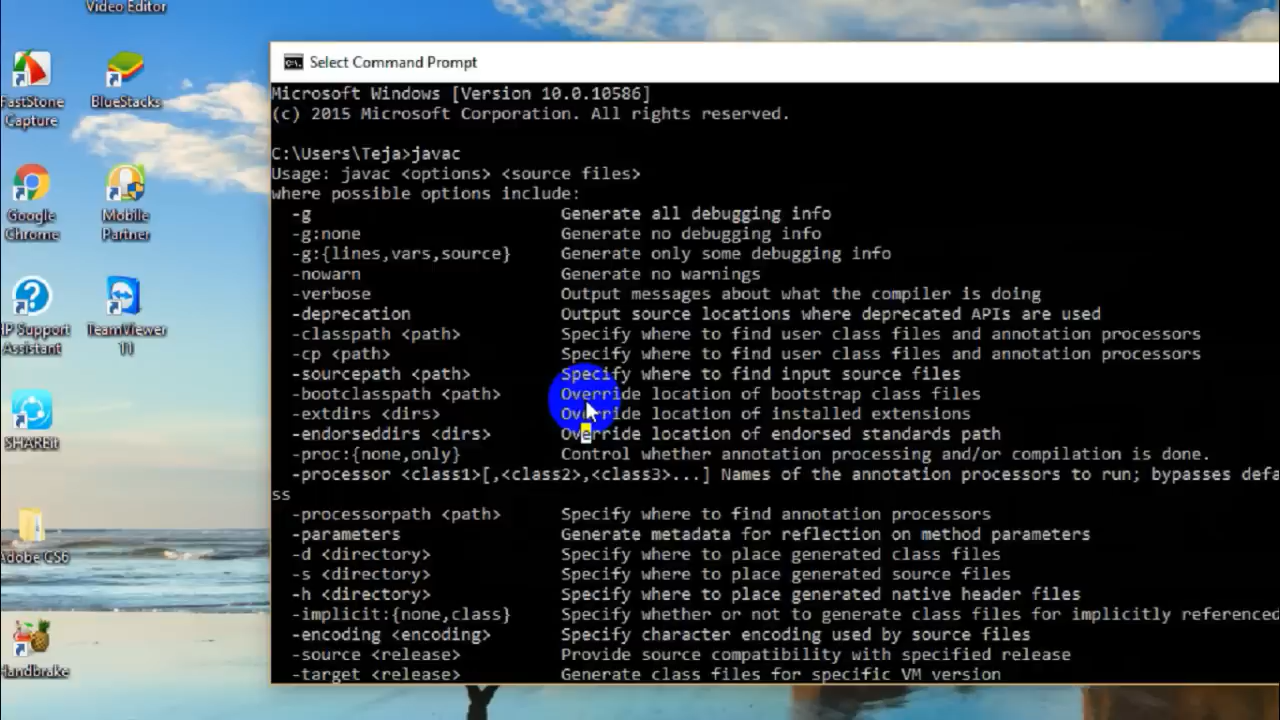 Video Editor
FastStone
Capture
BlueStacks
Google
Chrome
Mobile
Partner
HP Support
Assistant
TeamViewer
11
SHAREit
Adobe CS6
Handbrake
Select Command Prompt
Microsoft Windows [Version 10.0.10586]
(c) 2015 Microsoft Corporation. All rights reserved.
C:\Users\Teja>javac
Usage: javac <options> <source files>
where possible options include:
-g Generate all debugging info
-g:none Generate no debugging info
-g:{lines,vars,source} Generate only some debugging info
-nowarn Generate no warnings
-verbose Output messages about what the compiler is doing
-deprecation Output source locations where deprecated APIs are used
-classpath <path> Specify where to find user class files and annotation processors
-cp <path> Specify where to find user class files and annotation processors
-sourcepath <path> Specify where to find input source files
-bootclasspath <path> Override location of bootstrap class files
-extdirs <dirs> Override location of installed extensions
-endorseddirs <dirs> Override location of endorsed standards path
-proc:{none,only} Control whether annotation processing and/or compilation is done.
-processor <class1>[,<class2>,<class3>...] Names of the annotation processors to run; bypasses defa
ss
-processorpath <path> Specify where to find annotation processors
-parameters Generate metadata for reflection on method parameters
-d <directory> Specify where to place generated class files
-s <directory> Specify where to place generated source files
-h <directory> Specify where to place generated native header files
-implicit:{none,class} Specify whether or not to generate class files for implicitly referenced
-encoding <encoding> Specify character encoding used by source files
-source <release> Provide source compatibility with specified release
-target <release> Generate class files for specific VM version